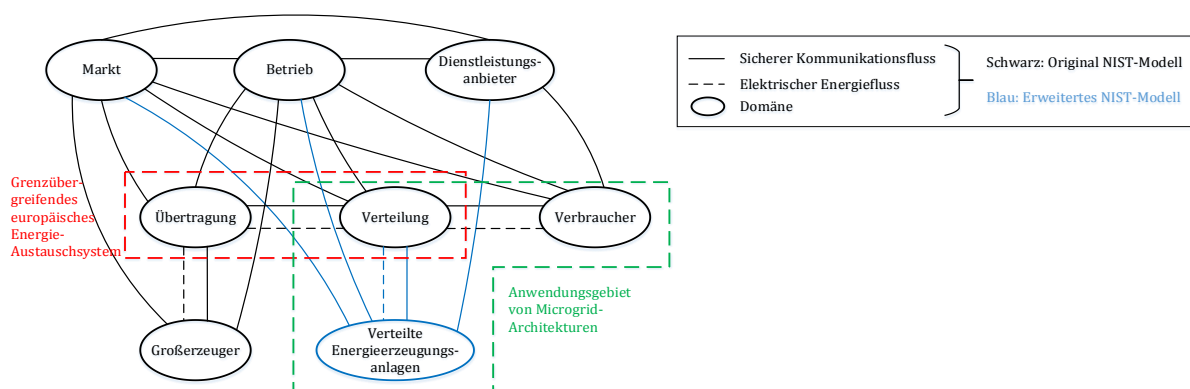 Markt
Betrieb
Dienstleistungs-
anbieter
Sicherer Kommunikationsfluss
Elektrischer Energiefluss
Domäne
Schwarz: Original NIST-Modell
Blau: Erweitertes NIST-Modell
Grenzüber-
greifendes
europäisches
Energie-
Austauschsystem
Übertragung
Verteilung
Verbraucher
Anwendungsgebiet
von Microgrid-
Architekturen
Großerzeuger
Verteilte
Energieerzeugungs-
anlagen